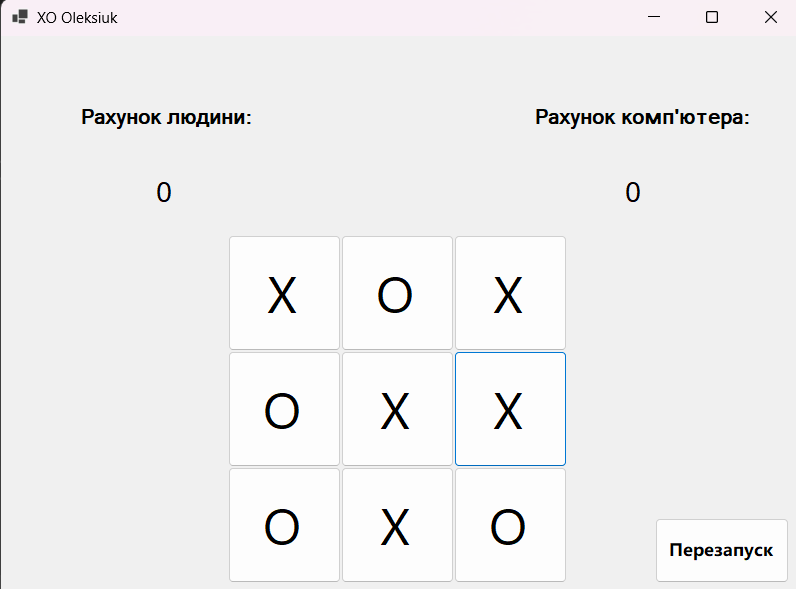 XO Oleksiuk
Рахунок людини: Рахунок комп'ютера:
0 0
X O X
O X X
O X O
Перезапуск